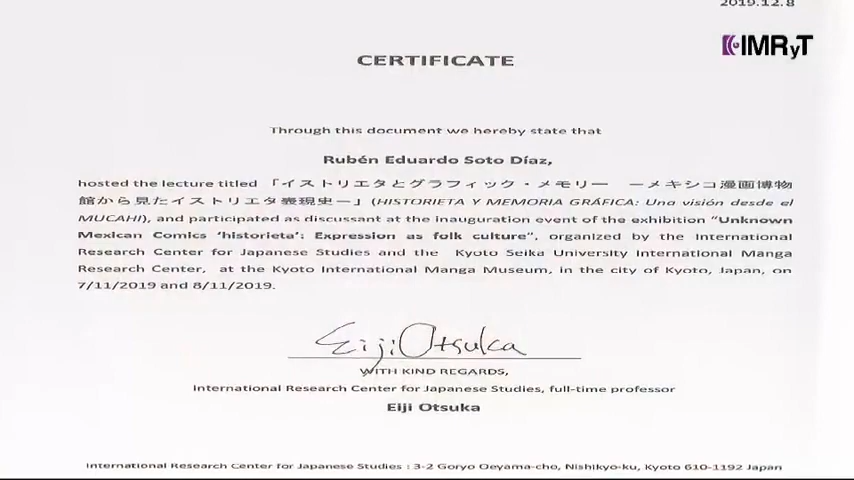 2019.12.8
IMRyT
CERTIFICATE
Through this document we hereby state that
Rubén Eduardo Soto Díaz,
hosted the lecture titled 「イストリエタとグラフィック・メモリー ーメキシコ漫画博物
館から見たイストリエタ表現史ー」(HISTORIETA Y MEMORIA GRÁFICA: Una visión desde el
MUCAHI), and participated as discussant at the inauguration event of the exhibition “Unknown
Mexican Comics ‘historieta’: Expression as folk culture”, organized by the International
Research Center for Japanese Studies and the Kyoto Seika University International Manga
Research Center, at the Kyoto International Manga Museum, in the city of Kyoto, Japan, on
7/11/2019 and 8/11/2019.
Eiji Otsuka
WITH KIND REGARDS,
International Research Center for Japanese Studies, full-time professor
Eiji Otsuka
International Research Center for Japanese Studies : 3-2 Goryo Oeyama-cho, Nishikyo-ku, Kyoto 610-1192 Japan